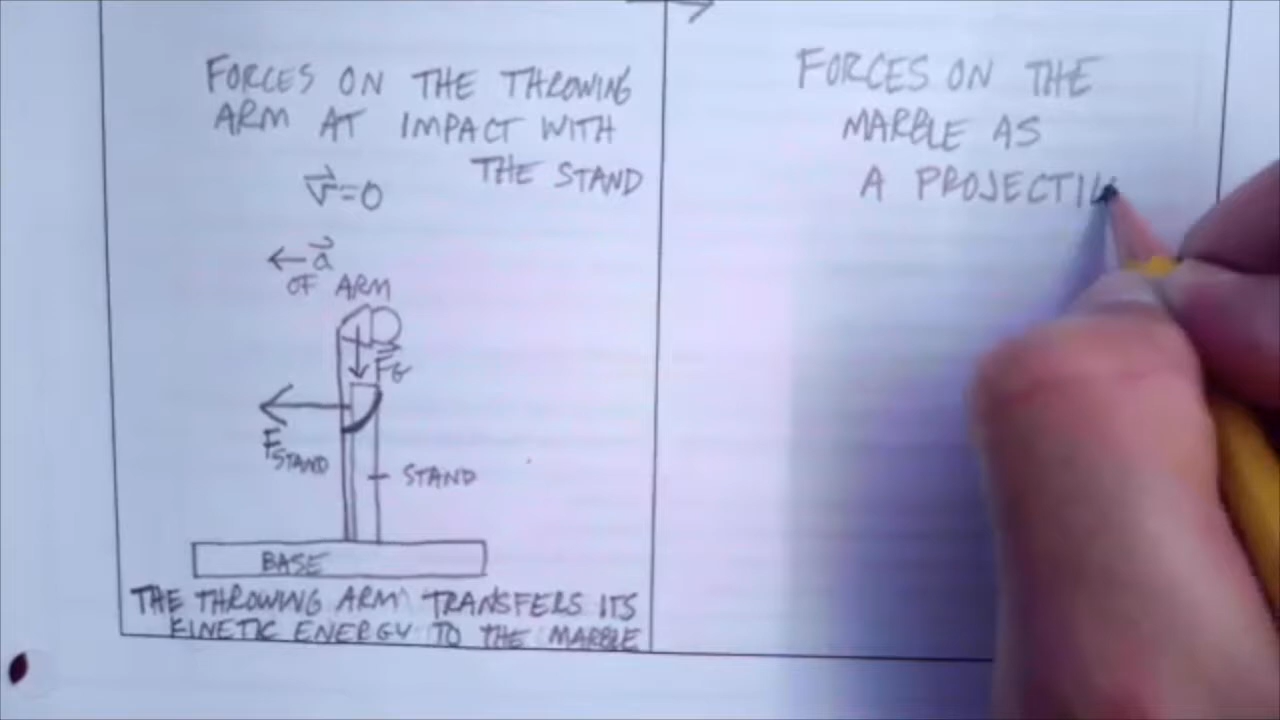 FORCES ON THE THROWING
ARM AT IMPACT WITH
THE STAND
v=0
←a
OF ARM
FG
FSTAND
STAND
BASE
THE THROWING ARM TRANSFERS ITS
KINETIC ENERGY TO THE MARBLE
FORCES ON THE
MARBLE AS
A PROJECTIL